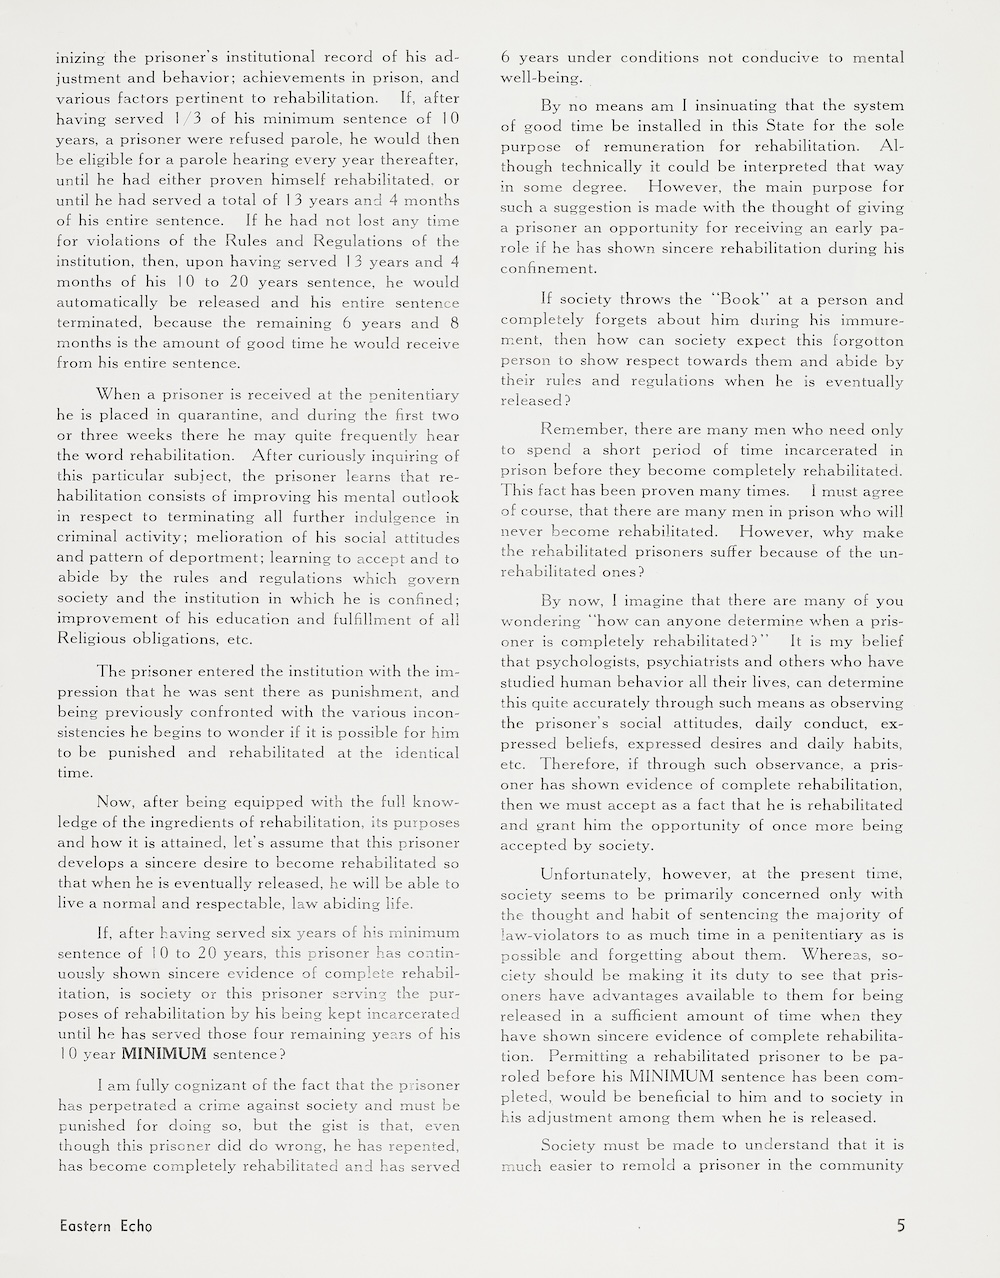 inizing the prisoner's institutional record of his ad-
justment and behavior; achievements in prison, and
various factors pertinent to rehabilitation. If, after
having served 1/3 of his minimum sentence of 10
years, a prisoner were refused parole, he would then
be eligible for a parole hearing every year thereafter,
until he had either proven himself rehabilitated, or
until he had served a total of 13 years and 4 months
of his entire sentence. If he had not lost any time
for violations of the Rules and Regulations of the
institution, then, upon having served 13 years and 4
months of his 10 to 20 years sentence, he would
automatically be released and his entire sentence
terminated, because the remaining 6 years and 8
months is the amount of good time he would receive
from his entire sentence.
When a prisoner is received at the penitentiary
he is placed in quarantine, and during the first two
or three weeks there he may quite frequently hear
the word rehabilitation. After curiously inquiring of
this particular subject, the prisoner learns that re-
habilitation consists of improving his mental outlook
in respect to terminating all further indulgence in
criminal activity; melioration of his social attitudes
and pattern of deportment; learning to accept and to
abide by the rules and regulations which govern
society and the institution in which he is confined;
improvement of his education and fulfillment of all
Religious obligations, etc.
The prisoner entered the institution with the im-
pression that he was sent there as punishment, and
being previously confronted with the various incon-
sistencies he begins to wonder if it is possible for him
to be punished and rehabilitated at the identical
time.
Now, after being equipped with the full know-
ledge of the ingredients of rehabilitation, its purposes
and how it is attained, let's assume that this prisoner
develops a sincere desire to become rehabilitated so
that when he is eventually released, he will be able to
live a normal and respectable, law abiding life.
If, after having served six years of his minimum
sentence of 10 to 20 years, this prisoner has contin-
uously shown sincere evidence of complete rehabil-
itation, is society or this prisoner serving the pur-
poses of rehabilitation by his being kept incarcerated
until he has served those four remaining years of his
10 year MINIMUM sentence?
I am fully cognizant of the fact that the prisoner
has perpetrated a crime against society and must be
punished for doing so, but the gist is that, even
though this prisoner did do wrong, he has repented,
has become completely rehabilitated and has served
6 years under conditions not conducive to mental
well-being.
By no means am I insinuating that the system
of good time be installed in this State for the sole
purpose of remuneration for rehabilitation. Al-
though technically it could be interpreted that way
in some degree. However, the main purpose for
such a suggestion is made with the thought of giving
a prisoner an opportunity for receiving an early pa-
role if he has shown sincere rehabilitation during his
confinement.
If society throws the "Book" at a person and
completely forgets about him during his immure-
ment, then how can society expect this forgotton
person to show respect towards them and abide by
their rules and regulations when he is eventually
released?
Remember, there are many men who need only
to spend a short period of time incarcerated in
prison before they become completely rehabilitated.
This fact has been proven many times. I must agree
of course, that there are many men in prison who will
never become rehabilitated. However, why make
the rehabilitated prisoners suffer because of the un-
rehabilitated ones?
By now, I imagine that there are many of you
wondering "how can anyone determine when a pris-
oner is completely rehabilitated?" It is my belief
that psychologists, psychiatrists and others who have
studied human behavior all their lives, can determine
this quite accurately through such means as observing
the prisoner's social attitudes, daily conduct, ex-
pressed beliefs, expressed desires and daily habits,
etc. Therefore, if through such observance, a pris-
oner has shown evidence of complete rehabilitation,
then we must accept as a fact that he is rehabilitated
and grant him the opportunity of once more being
accepted by society.
Unfortunately, however, at the present time,
society seems to be primarily concerned only with
the thought and habit of sentencing the majority of
law-violators to as much time in a penitentiary as is
possible and forgetting about them. Whereas, so-
ciety should be making it its duty to see that pris-
oners have advantages available to them for being
released in a sufficient amount of time when they
have shown sincere evidence of complete rehabilita-
tion. Permitting a rehabilitated prisoner to be pa-
roled before his MINIMUM sentence has been com-
pleted, would be beneficial to him and to society in
his adjustment among them when he is released.
Society must be made to understand that it is
much easier to remold a prisoner in the community
Eastern Echo
5